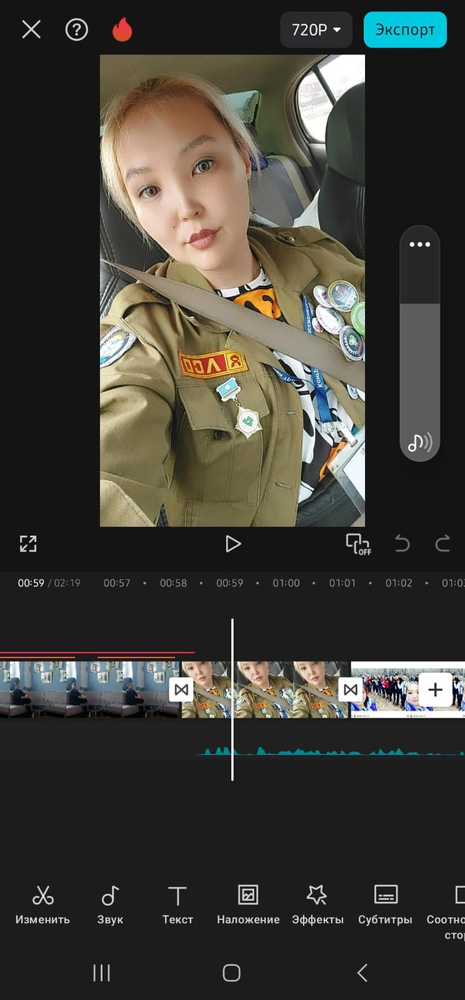 720P
Экспорт
OFF
00:59 / 02:19
00:57
00:58
00:59
01:00
01:01
01:02
Изменить
Звук
Текст
Наложение
Эффекты
Субтитры